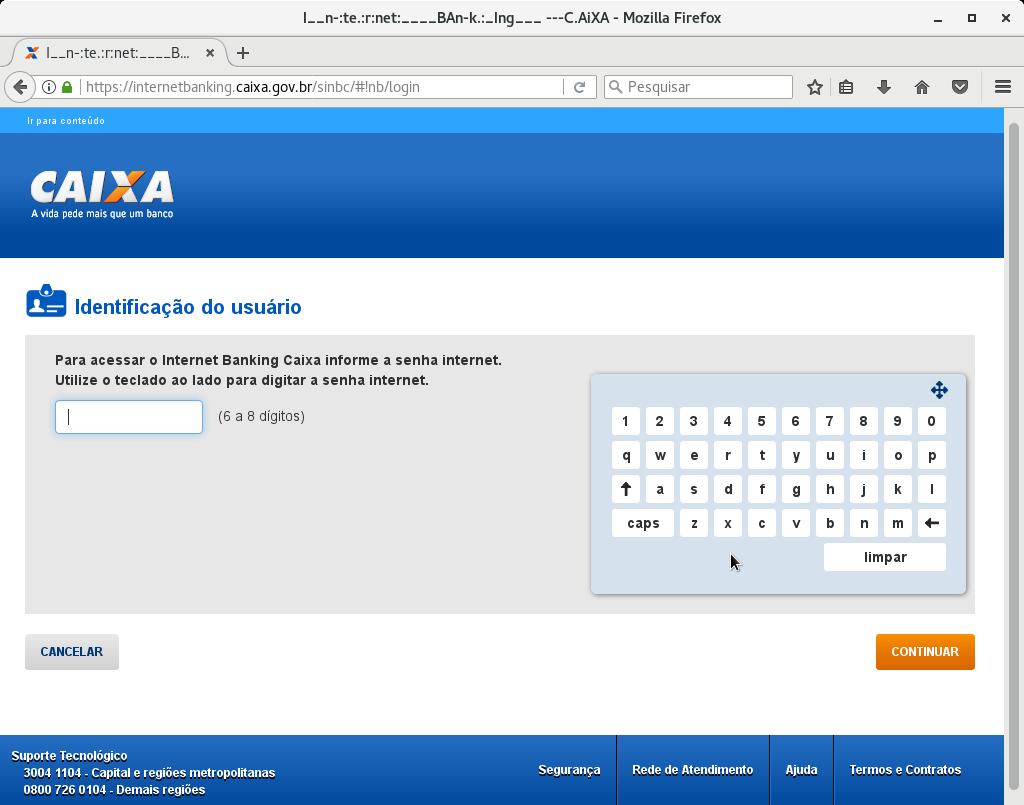 I__n-:te.:r:net:____BAn-k.:_Ing___ ---C.AiXA - Mozilla Firefox
I__n-:te.:r:net:____B...
https://internetbanking.caixa.gov.br/sinbc/#!nb/login
Pesquisar
Ir para conteúdo
CAIXA
A vida pede mais que um banco
Identificação do usuário
Para acessar o Internet Banking Caixa informe a senha internet.
Utilize o teclado ao lado para digitar a senha internet.
(6 a 8 dígitos)
1 2 3 4 5 6 7 8 9 0
q w e r t y u i o p
a s d f g h j k l
caps z x c v b n m
limpar
CANCELAR
CONTINUAR
Suporte Tecnológico
3004 1104 - Capital e regiões metropolitanas
0800 726 0104 - Demais regiões
Segurança
Rede de Atendimento
Ajuda
Termos e Contratos